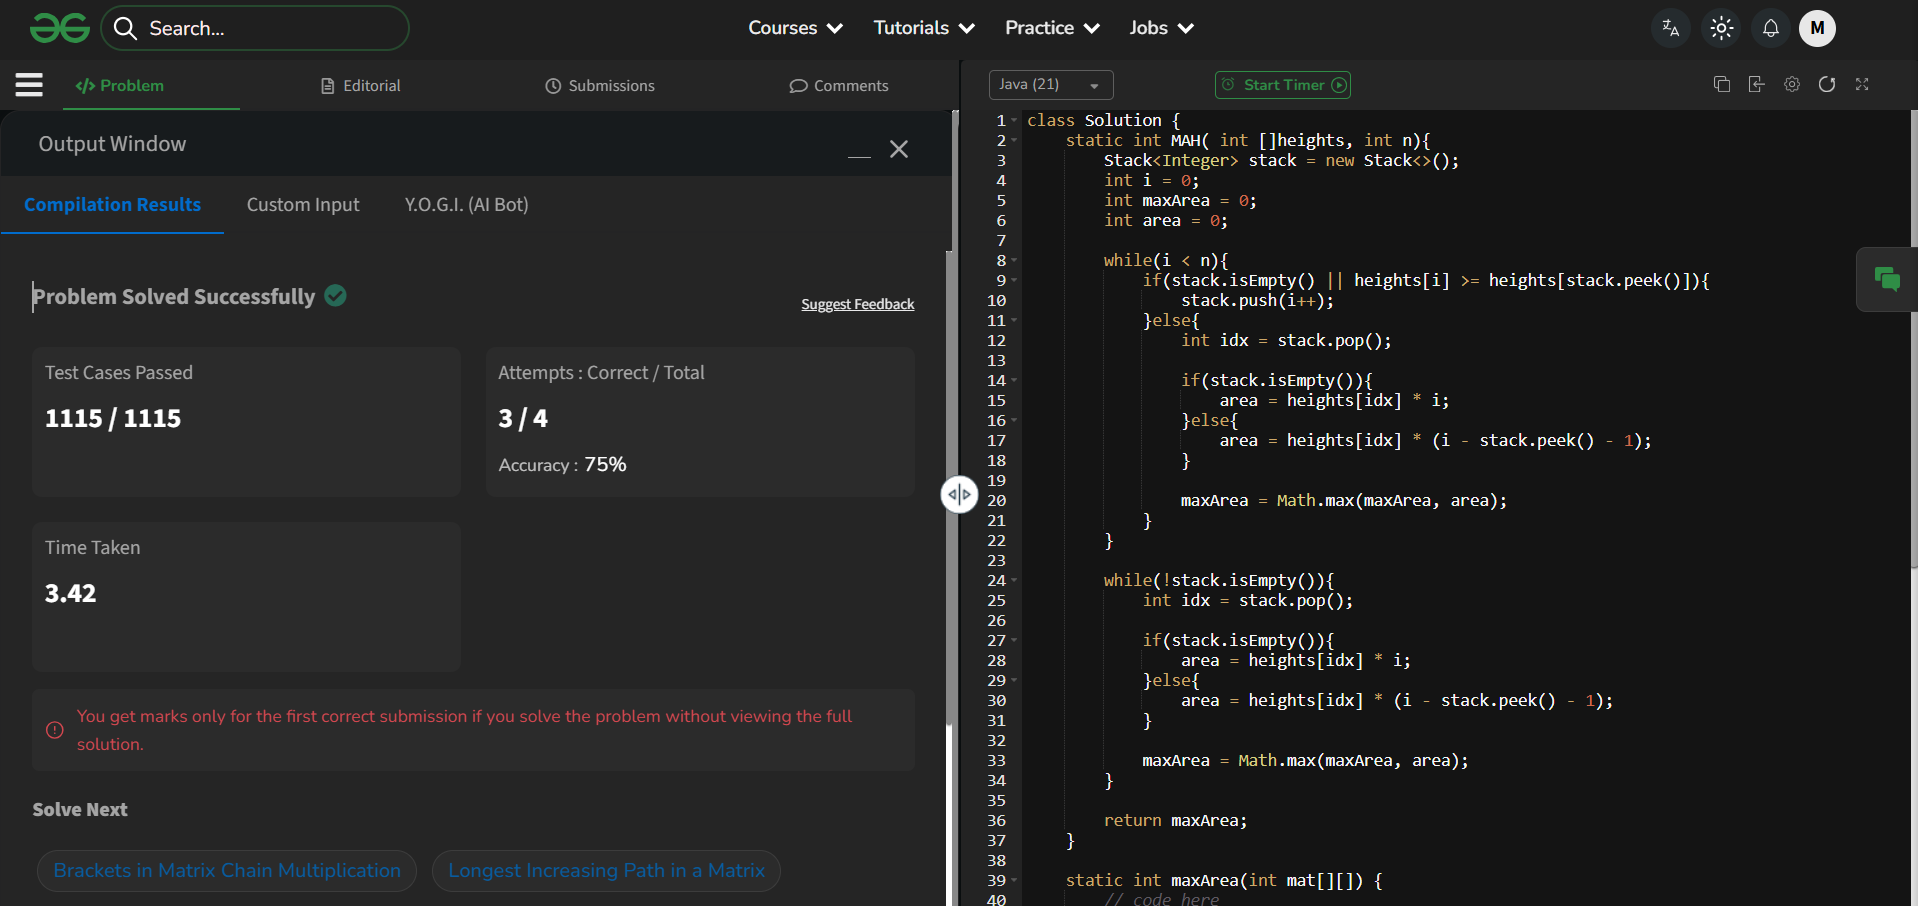 Search...
Courses
Tutorials
Practice
Jobs
M
</> Problem
Editorial
Submissions
Comments
Output Window
Compilation Results
Custom Input
Y.O.G.I. (AI Bot)
Problem Solved Successfully
Suggest Feedback
Test Cases Passed
1115 / 1115
Attempts : Correct / Total
3 / 4
Accuracy : 75%
Time Taken
3.42
You get marks only for the first correct submission if you solve the problem without viewing the full
solution.
Solve Next
Brackets in Matrix Chain Multiplication
Longest Increasing Path in a Matrix
Java (21)
Start Timer
1 class Solution {
2     static int MAH( int []heights, int n){
3         Stack<Integer> stack = new Stack<>();
4         int i = 0;
5         int maxArea = 0;
6         int area = 0;
7
8         while(i < n){
9             if(stack.isEmpty() || heights[i] >= heights[stack.peek()]){
10                 stack.push(i++);
11             }else{
12                 int idx = stack.pop();
13
14                 if(stack.isEmpty()){
15                     area = heights[idx] * i;
16                 }else{
17                     area = heights[idx] * (i - stack.peek() - 1);
18                 }
19
20                 maxArea = Math.max(maxArea, area);
21             }
22         }
23
24         while(!stack.isEmpty()){
25             int idx = stack.pop();
26
27             if(stack.isEmpty()){
28                 area = heights[idx] * i;
29             }else{
30                 area = heights[idx] * (i - stack.peek() - 1);
31             }
32
33             maxArea = Math.max(maxArea, area);
34         }
35
36         return maxArea;
37     }
38
39     static int maxArea(int mat[][]) {
40         // code here